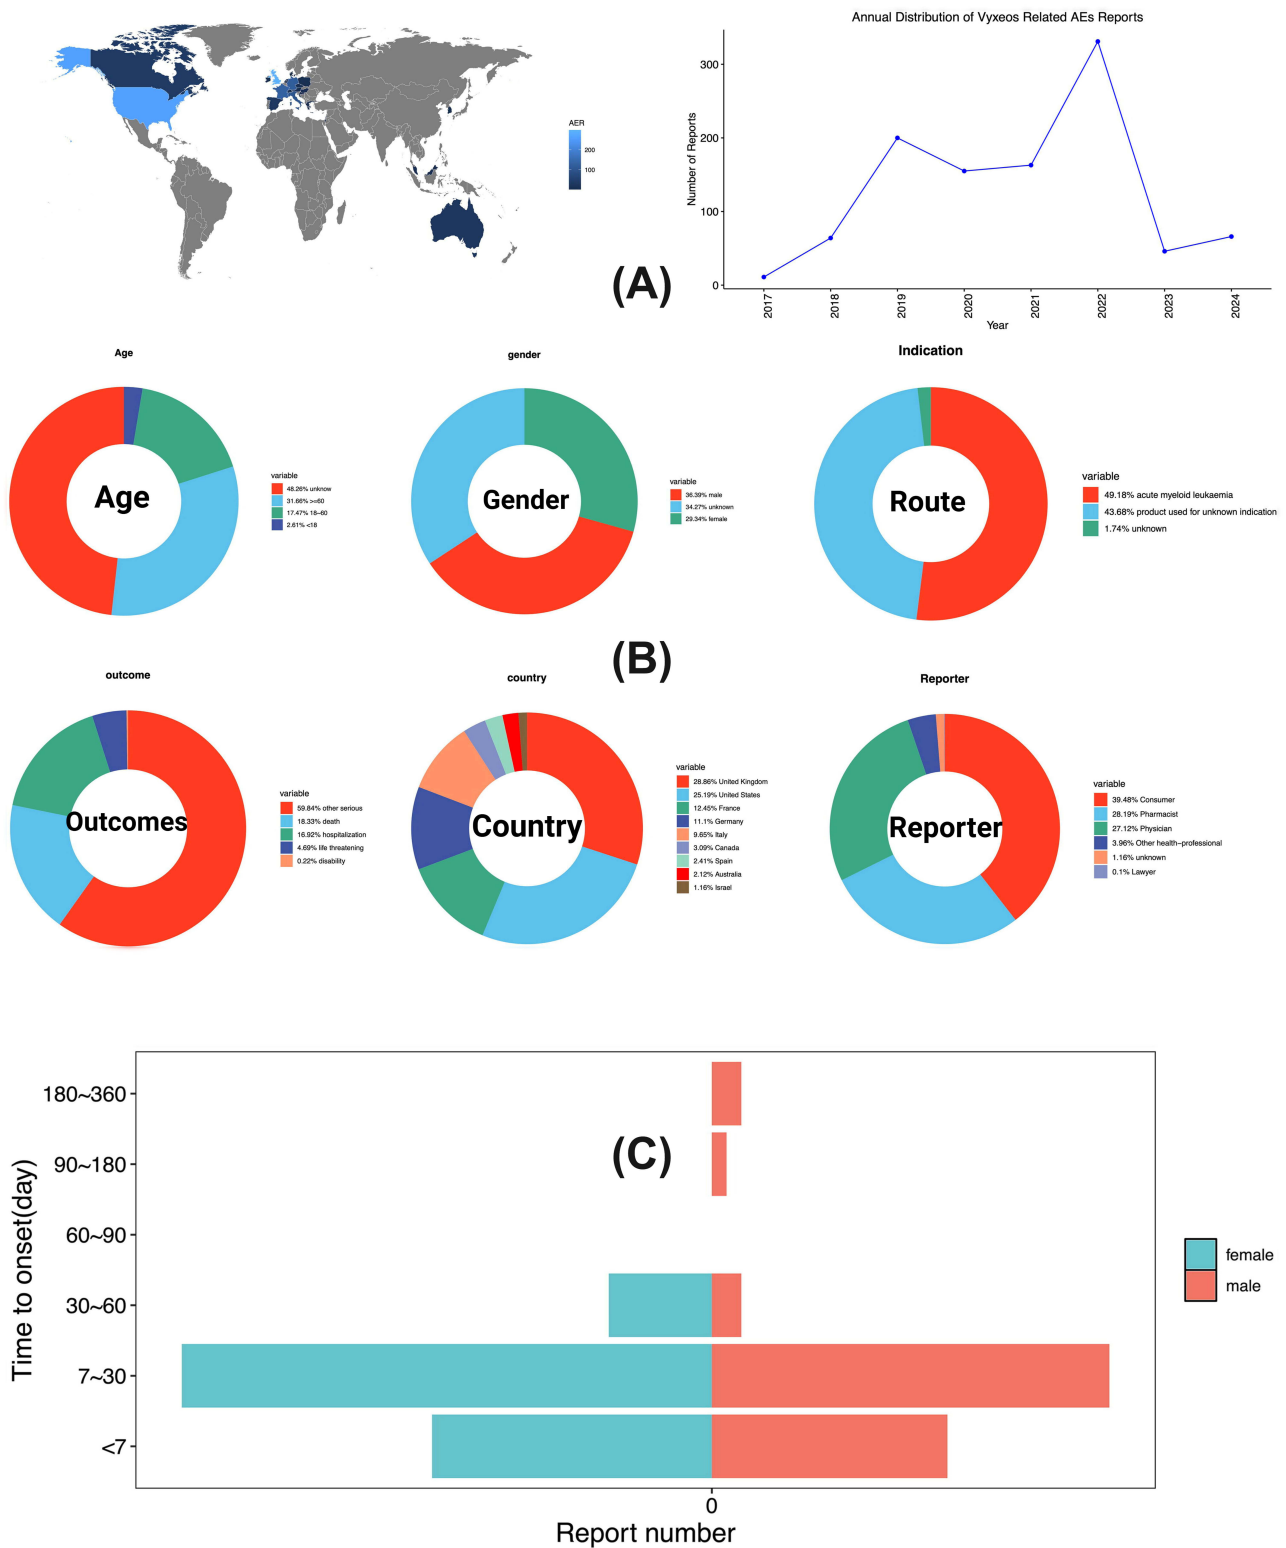 Annual Distribution of Vyxeos Related AEs Reports
AER
200
100
Number of Reports
300
200
100
0
2017
2018
2019
2020
2021
2022
2023
2024
Year
(A)
Age
Age
variable
48.26% unknow
31.66% >=60
17.47% 18~60
2.61% <18
gender
Gender
variable
36.39% male
34.27% unknown
29.34% female
Indication
Route
variable
49.18% acute myeloid leukaemia
43.68% product used for unknown indication
1.74% unknown
(B)
outcome
Outcomes
variable
59.84% other serious
18.33% death
16.92% hospitalization
4.69% life threatening
0.22% disability
country
Country
variable
28.86% United Kingdom
25.19% United States
12.45% France
11.1% Germany
9.65% Italy
3.09% Canada
2.41% Spain
2.12% Australia
1.16% Israel
Reporter
Reporter
variable
39.48% Consumer
28.19% Pharmacist
27.12% Physician
3.96% Other health-professional
1.16% unknown
0.1% Lawyer
(C)
Time to onset(day)
180~360
90~180
60~90
30~60
7~30
<7
0
Report number
female
male